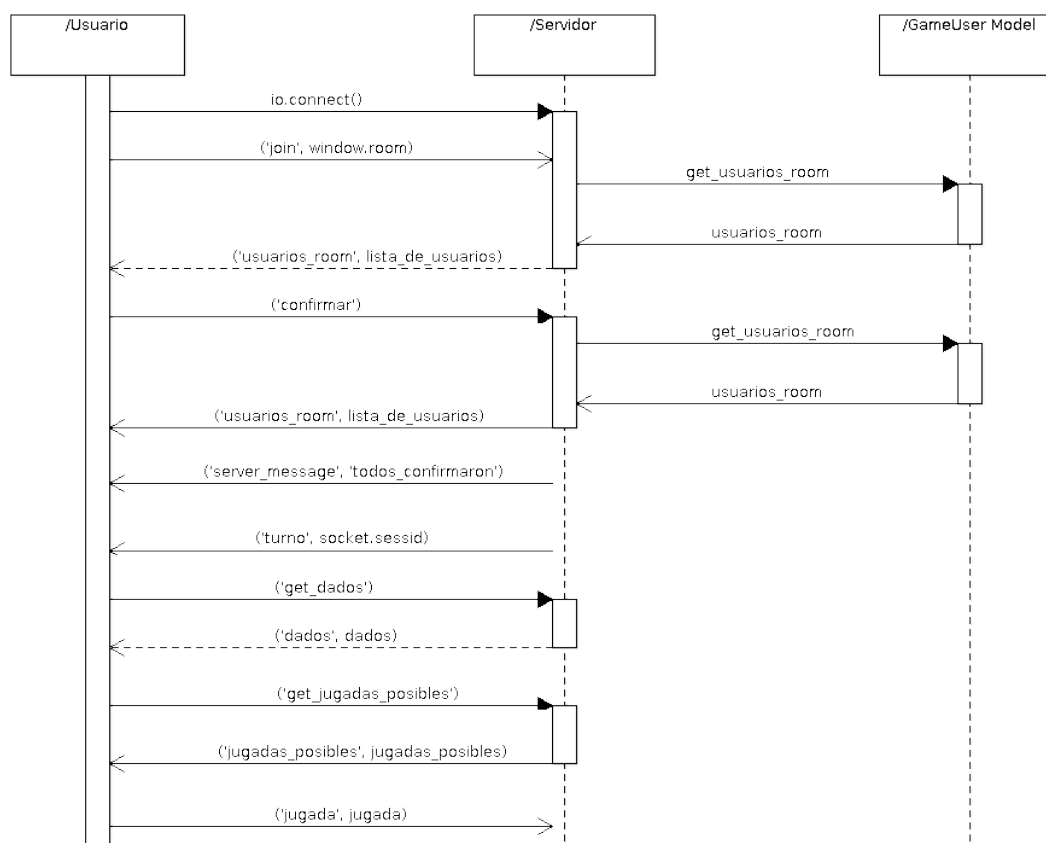 /Usuario
/Servidor
/GameUser Model
io.connect()
('join', window.room)
get_usuarios_room
usuarios_room
('usuarios_room', lista_de_usuarios)
('confirmar')
get_usuarios_room
usuarios_room
('usuarios_room', lista_de_usuarios)
('server_message', 'todos_confirmaron')
('turno', socket.sessid)
('get_dados')
('dados', dados)
('get_jugadas_posibles')
('jugadas_posibles', jugadas_posibles)
('jugada', jugada)